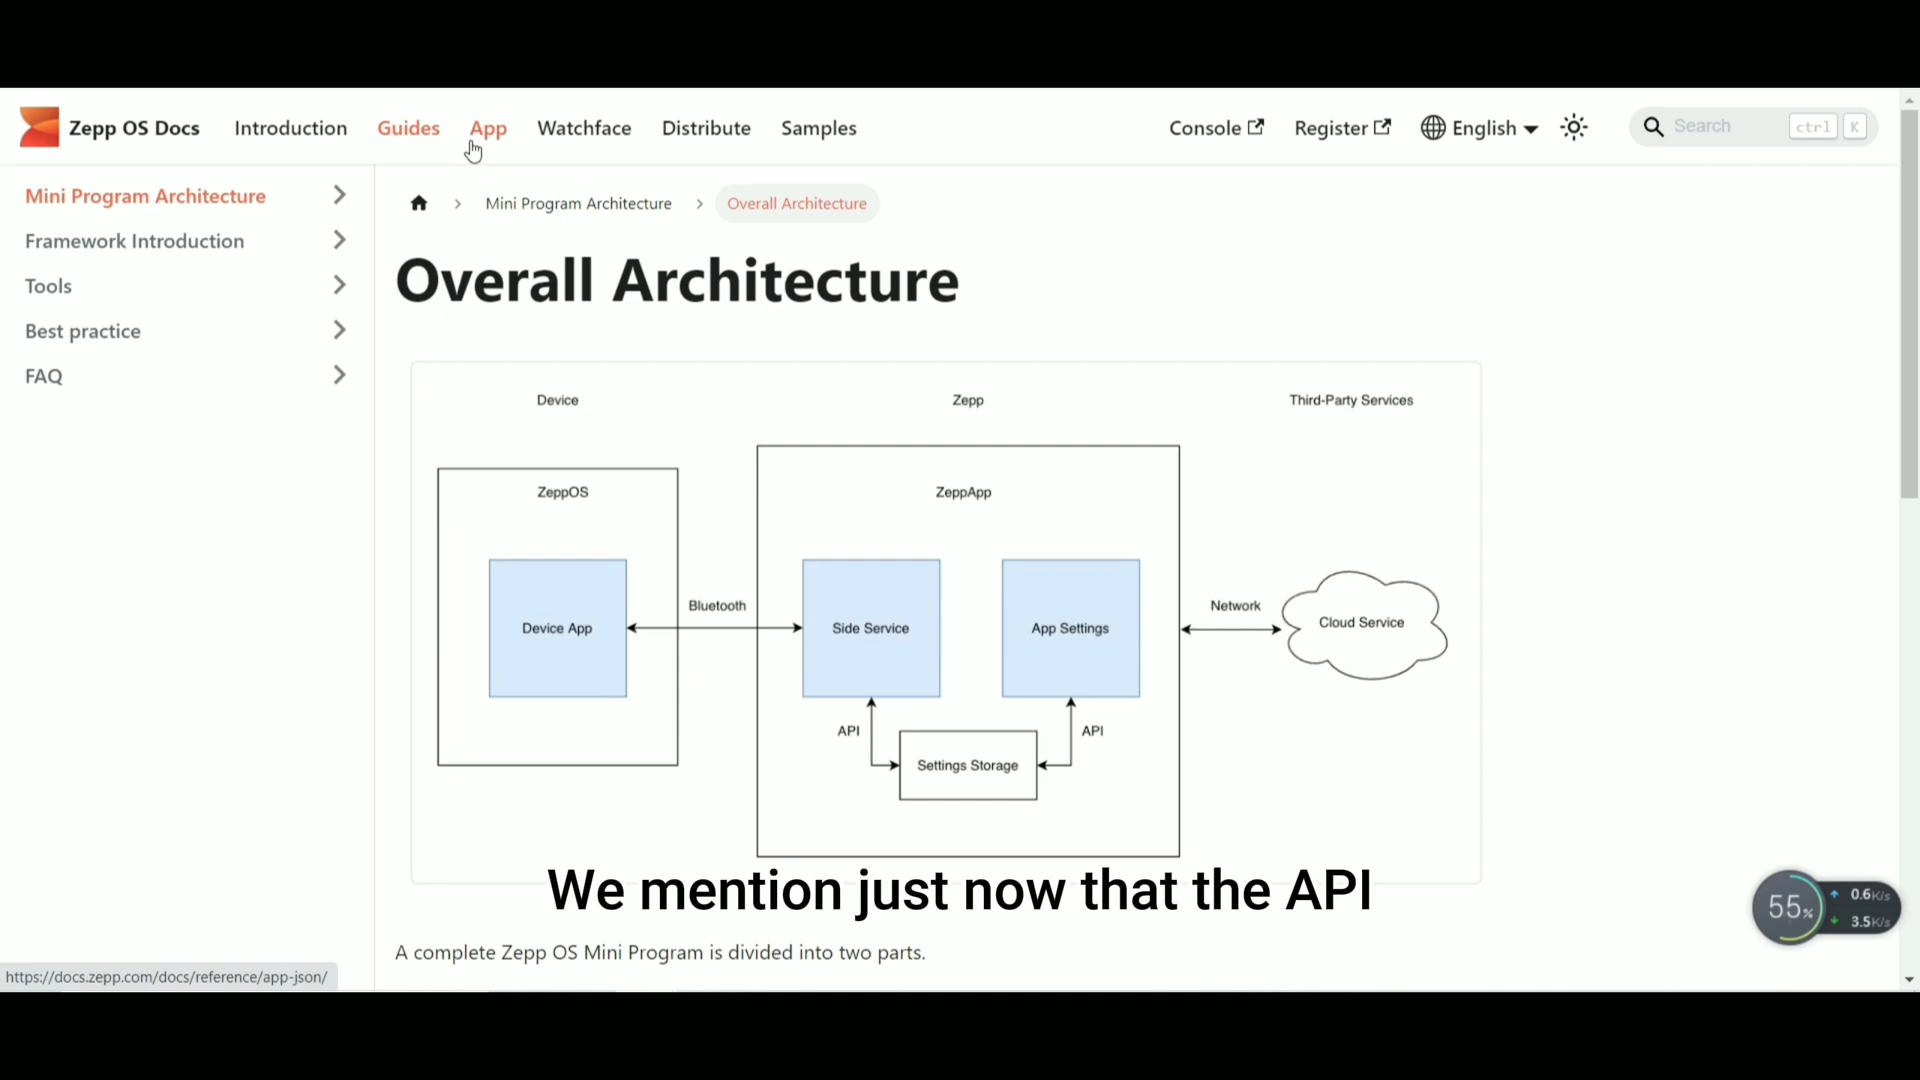 Zepp OS Docs Introduction Guides App Watchface Distribute Samples Console Register English Search ctrl K
Mini Program Architecture
Framework Introduction
Tools
Best practice
FAQ
Mini Program Architecture Overall Architecture
Overall Architecture
Device Zepp Third-Party Services
ZeppOS ZeppApp
Bluetooth Network
Device App Side Service App Settings Cloud Service
API API
Settings Storage
We mention just now that the API
55% 0.6K/s
3.5K/s
A complete Zepp OS Mini Program is divided into two parts.
https://docs.zepp.com/docs/reference/app-json/